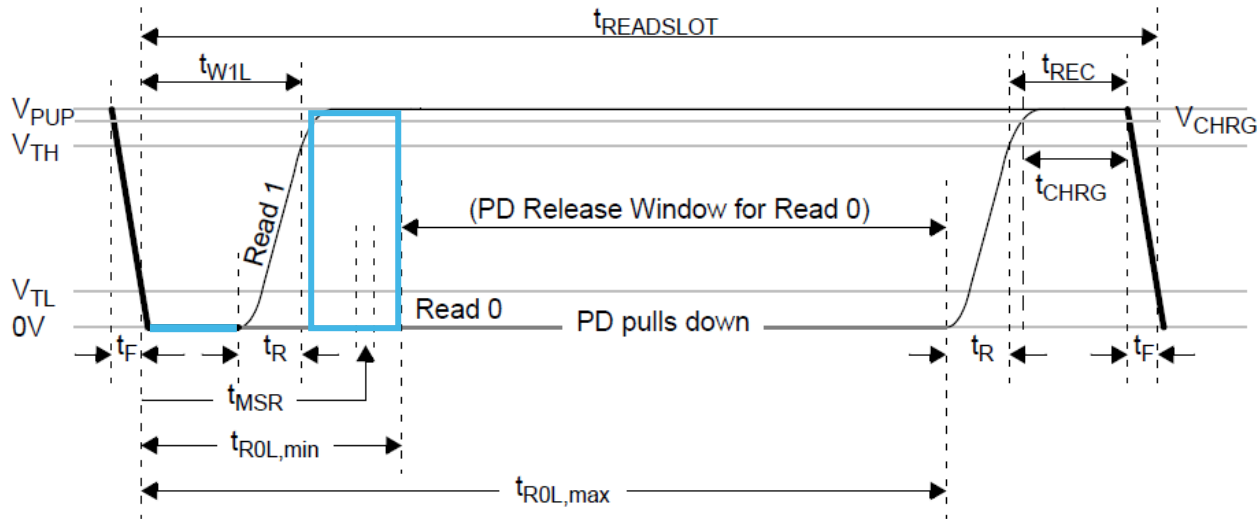 tREADSLOT
tW1L
tREC
VPUP
VCHRG
VTH
tCHRG
Read 1
(PD Release Window for Read 0)
VTL
Read 0
0V
PD pulls down
tF
tR
tR
tF
tMSR
tR0L,min
tR0L,max